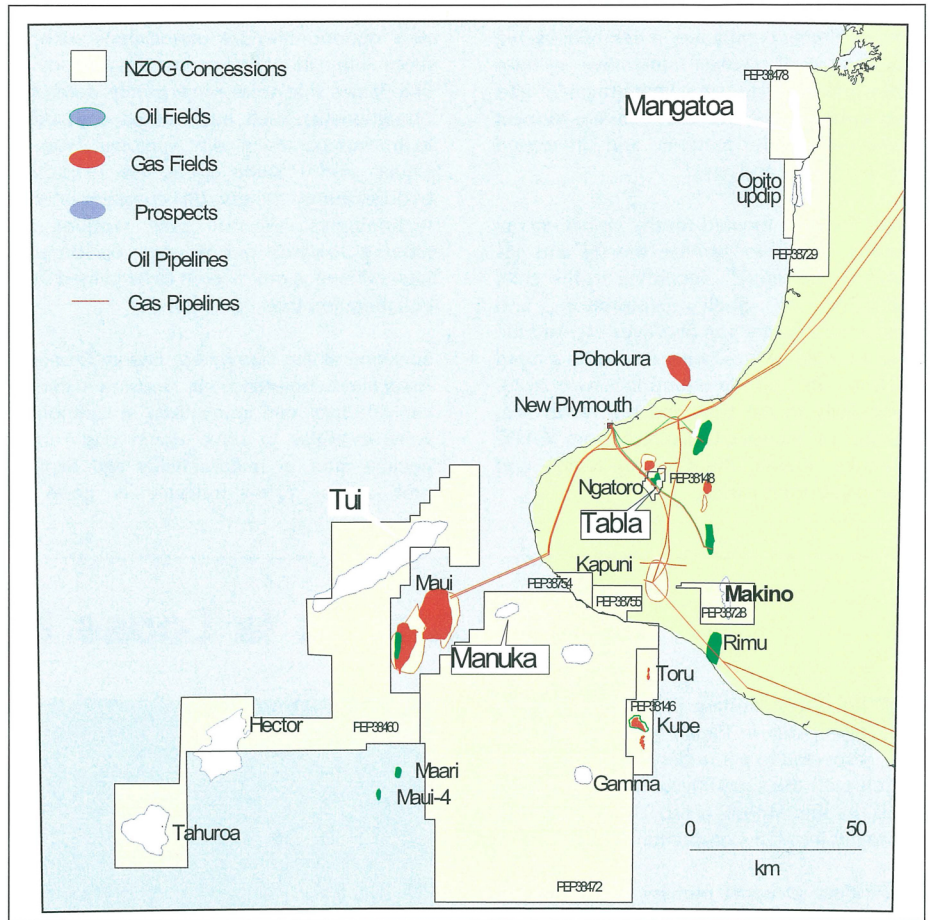 NZOG Concessions
Oil Fields
Gas Fields
Prospects
Oil Pipelines
Gas Pipelines
PEP38478
Mangatoa
Opito
updip
PEP38729
Pohokura
New Plymouth
PEP38148
Ngatoro
Tabla
Tui
Kapuni
PEP38754
Maui
PEP38755
Makino
PEP38728
Rimu
Manuka
Toru
PEP38146
Kupe
Hector
PEP38460
Maari
Gamma
Maui-4
Tahuroa
0 50
km
PEP38472